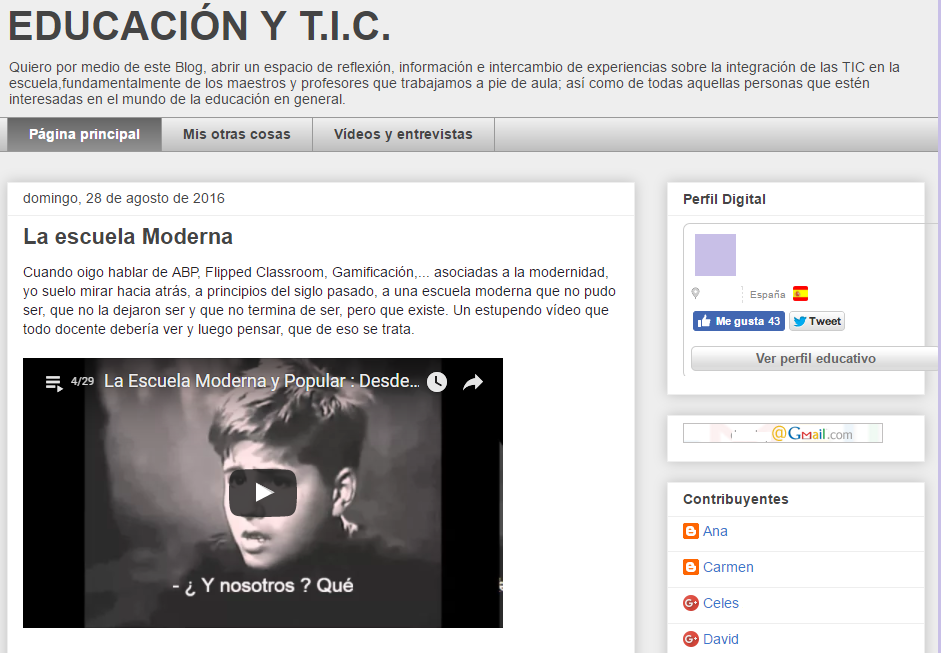 EDUCACIÓN Y T.I.C.
Quiero por medio de este Blog, abrir un espacio de reflexión, información e intercambio de experiencias sobre la integración de las TIC en la
escuela,fundamentalmente de los maestros y profesores que trabajamos a pie de aula; así como de todas aquellas personas que estén
interesadas en el mundo de la educación en general.
Página principal
Mis otras cosas
Vídeos y entrevistas
domingo, 28 de agosto de 2016
La escuela Moderna
Cuando oigo hablar de ABP, Flipped Classroom, Gamificación,... asociadas a la modernidad,
yo suelo mirar hacia atrás, a principios del siglo pasado, a una escuela moderna que no pudo
ser, que no la dejaron ser y que no termina de ser, pero que existe. Un estupendo vídeo que
todo docente debería ver y luego pensar, que de eso se trata.
4/29 La Escuela Moderna y Popular : Desde...
- ¿ Y nosotros ? Qué
Perfil Digital
España
Me gusta 43
Tweet
Ver perfil educativo
@Gmail.com
Contribuyentes
Ana
Carmen
G+ Celes
G+ David